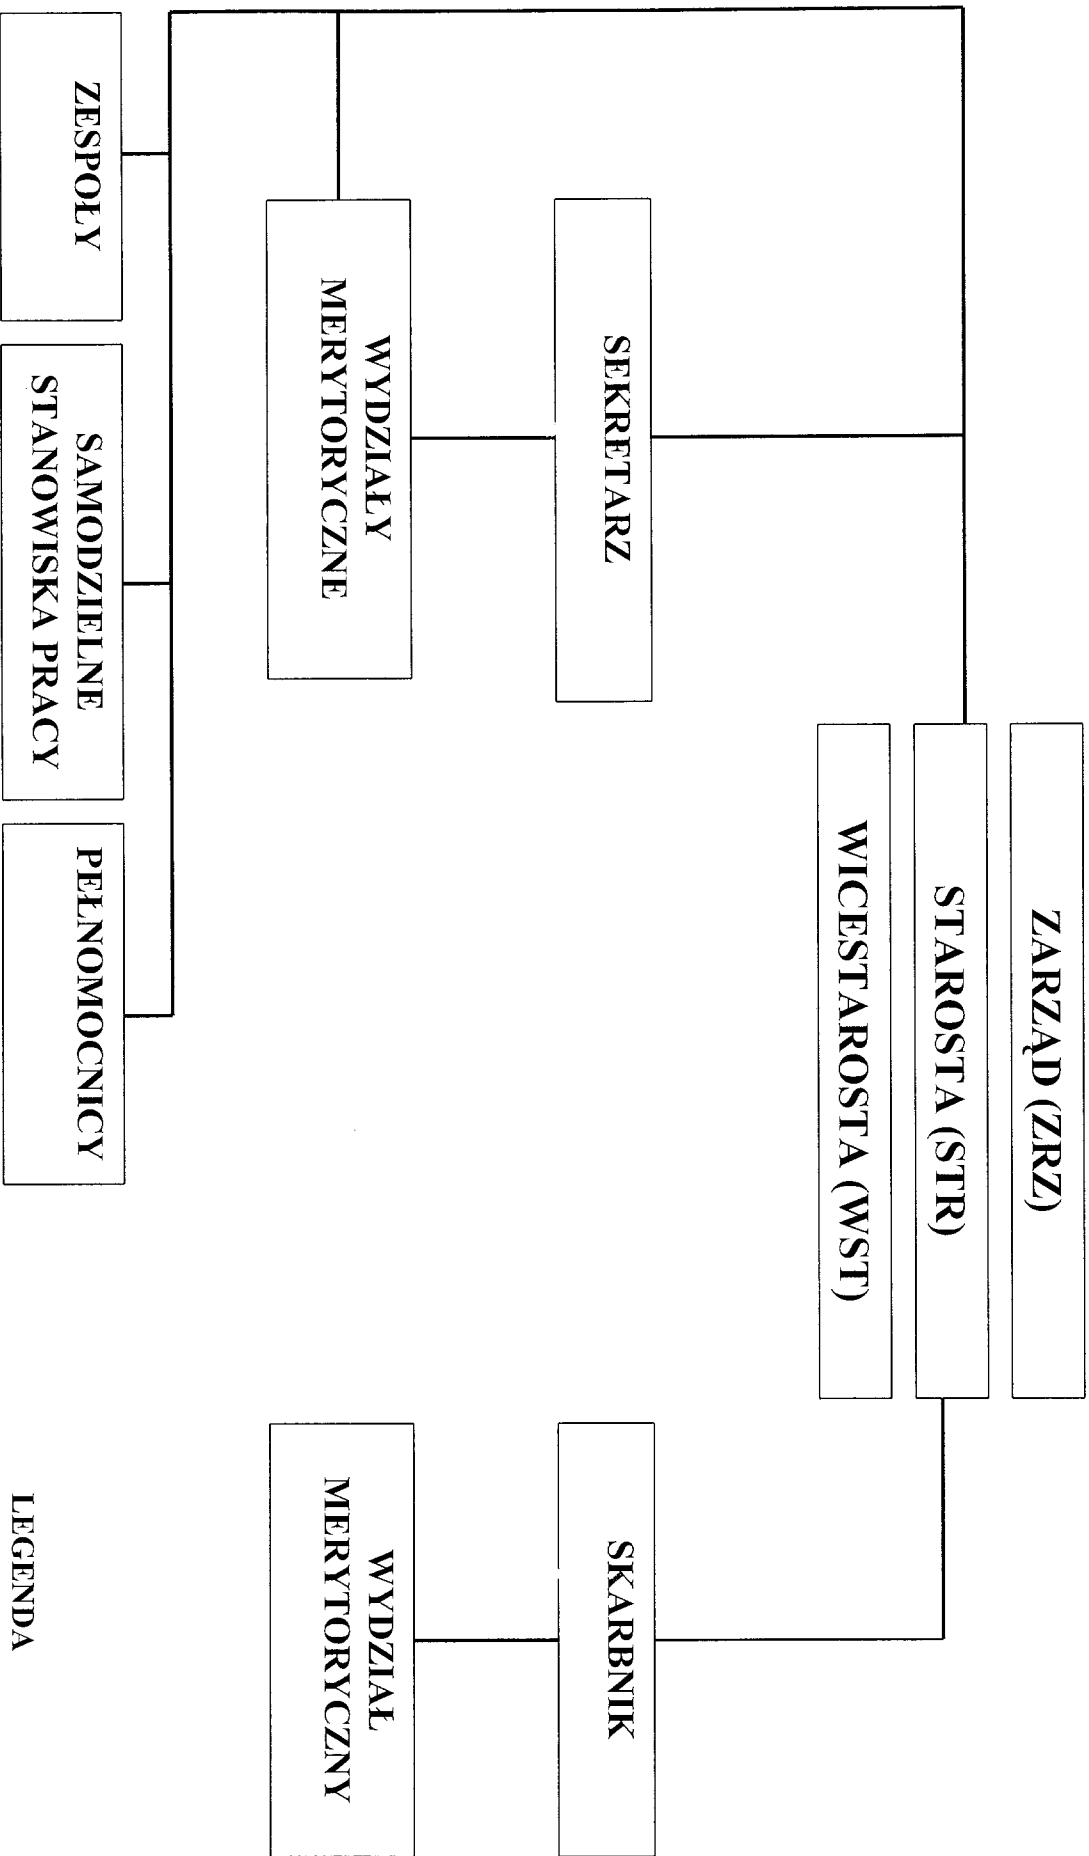 ZARZĄD (ZRZ)
STAROSTA (STR)
WICESTAROSTA (WST)
SEKRETARZ
SKARBNIK
WYDZIAŁY
MERYTORYCZNE
WYDZIAŁ
MERYTORYCZNY
ZESPOŁY
SAMODZIELNE
STANOWISKA PRACY
PEŁNOMOCNICY
LEGENDA